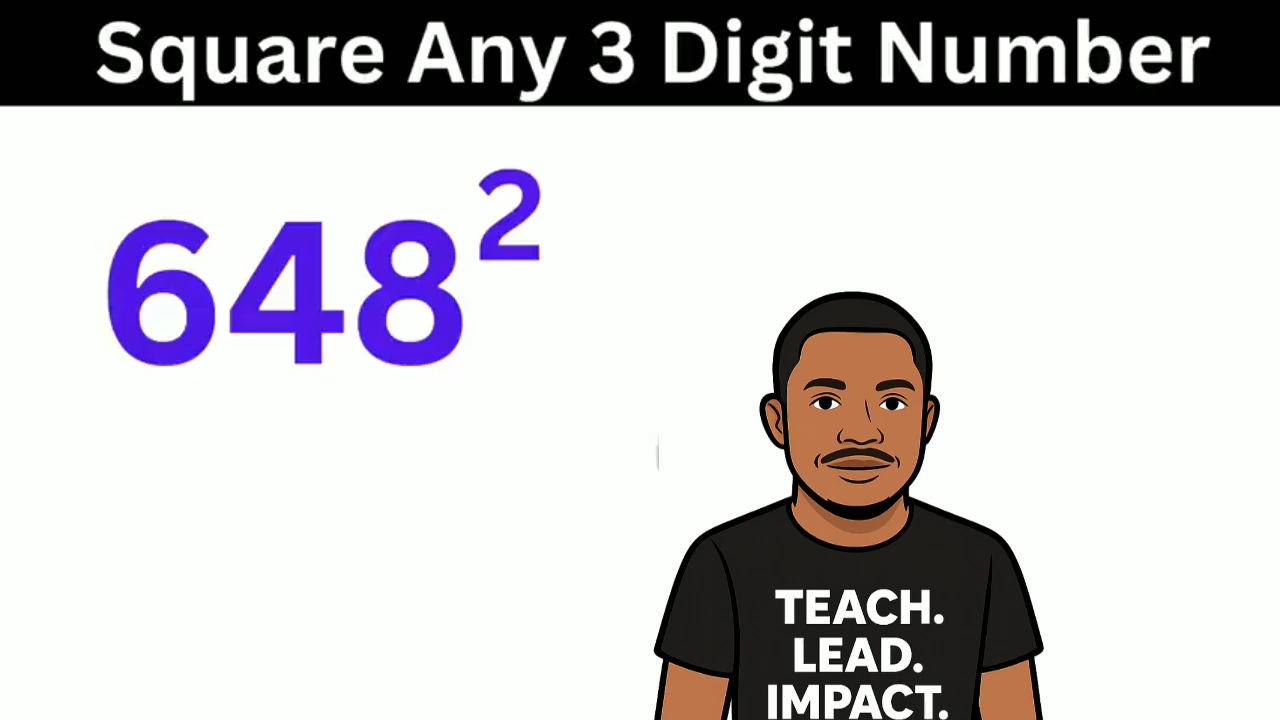 Square Any 3 Digit Number
648²
TEACH.
LEAD.
IMPACT.